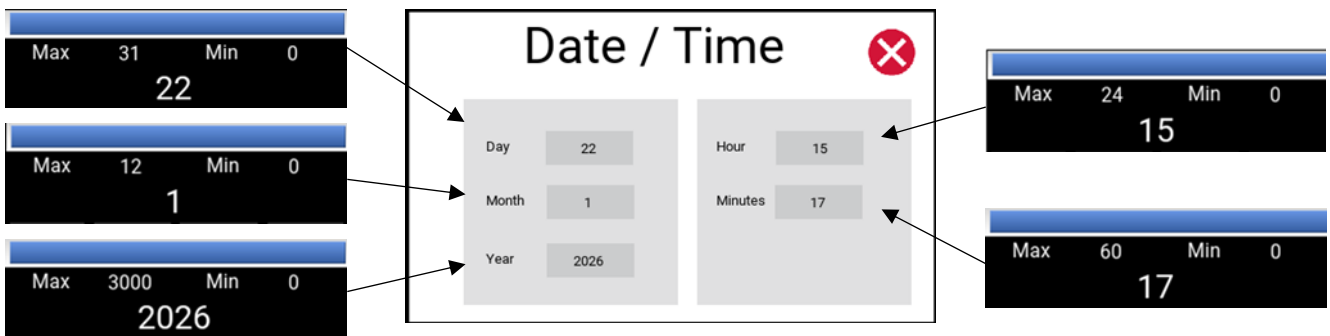 Max 31 Min 0
22
Max 12 Min 0
1
Max 3000 Min 0
2026
Date / Time
Day 22
Month 1
Year 2026
Hour 15
Minutes 17
Max 24 Min 0
15
Max 60 Min 0
17